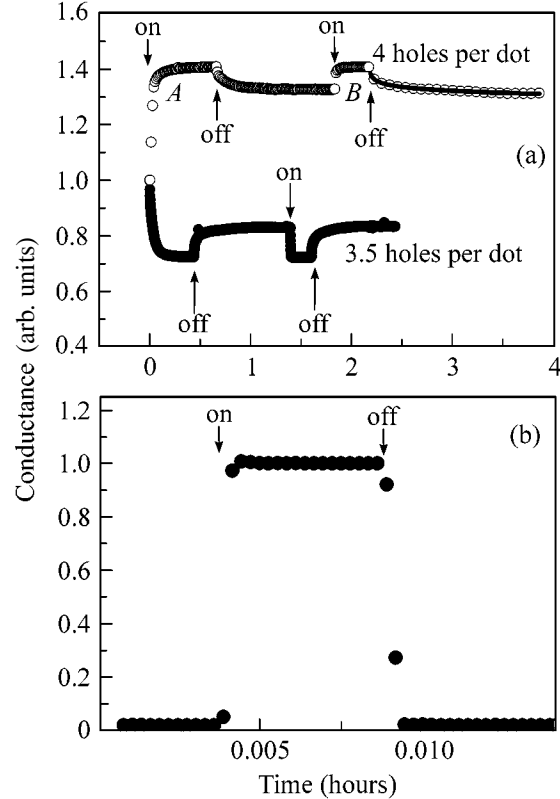 1.6
on
on
4 holes per dot
1.4
A
B
off
off
1.2
(a)
on
1.0
0.8
3.5 holes per dot
0.6
off
off
0.4
0
1
2
3
4
Conductance (arb. units)
1.2
on
off
(b)
1.0
0.8
0.6
0.4
0.2
0
0.005
0.010
Time (hours)